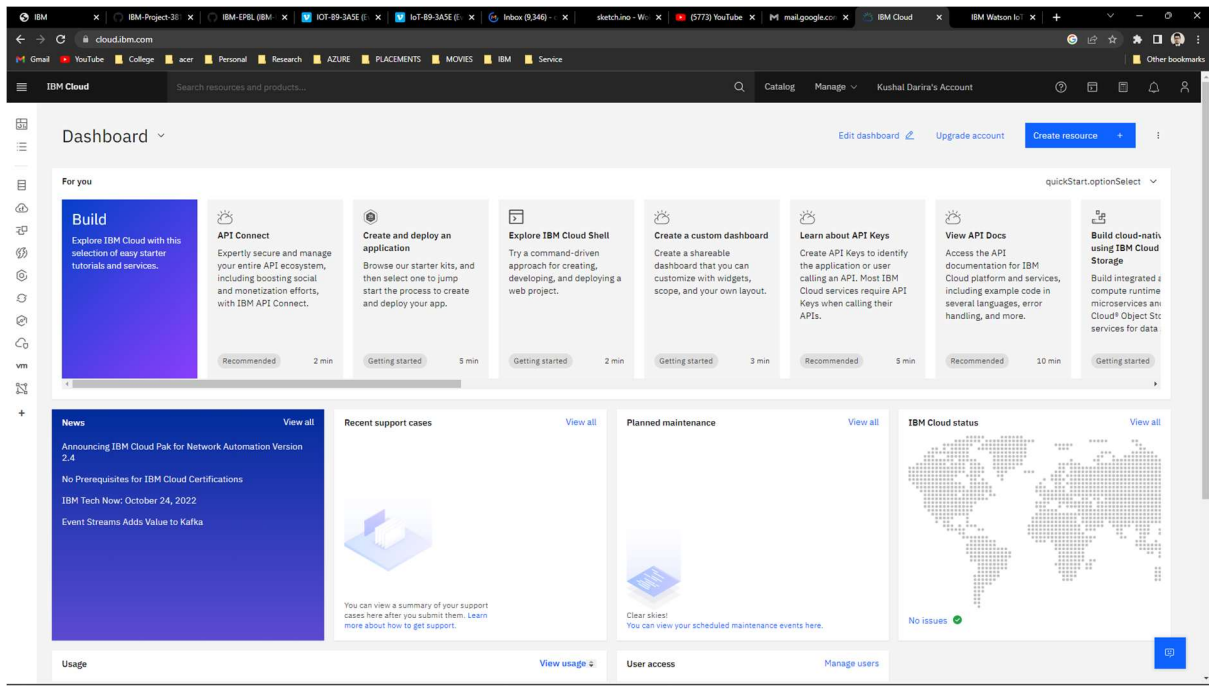 IBM
IBM-Project-381
IBM-EPBL (IBM-
IOT-B9-3A5E (E
IoT-B9-3A5E (E
Inbox (9,346) -
sketch.ino - Wo
(5773) YouTube
mail.google.com
IBM Cloud
IBM Watson IoT
cloud.ibm.com
Gmail YouTube College acer Personal Research AZURE PLACEMENTS MOVIES IBM Service Other bookmarks
IBM Cloud Search resources and products... Catalog Manage Kushal Darira's Account
Dashboard Edit dashboard Upgrade account Create resource +
For you quickStart.optionSelect
Build
Explore IBM Cloud with this
selection of easy starter
tutorials and services.
API Connect
Expertly secure and manage
your entire API ecosystem,
including boosting social
and monetization efforts,
with IBM API Connect.
Recommended 2 min
Create and deploy an
application
Browse our starter kits, and
then select one to jump
start the process to create
and deploy your app.
Getting started 5 min
Explore IBM Cloud Shell
Try a command-driven
approach for creating,
developing, and deploying a
web project.
Getting started 2 min
Create a custom dashboard
Create a shareable
dashboard that you can
customize with widgets,
scope, and your own layout.
Getting started 3 min
Learn about API Keys
Create API Keys to identify
the application or user
calling an API. Most IBM
Cloud services require API
Keys when calling their
APIs.
Recommended 5 min
View API Docs
Access the API
documentation for IBM
Cloud platform and services,
including example code in
several languages, error
handling, and more.
Recommended 10 min
Build cloud-nativ
using IBM Cloud
Storage
Build integrated a
compute runtime
microservices and
Cloud® Object Sto
services for data
Getting started
vm
News View all
Announcing IBM Cloud Pak for Network Automation Version
2.4
No Prerequisites for IBM Cloud Certifications
IBM Tech Now: October 24, 2022
Event Streams Adds Value to Kafka
Recent support cases View all
You can view a summary of your support
cases here after you submit them. Learn
more about how to get support.
Planned maintenance View all
Clear skies!
You can view your scheduled maintenance events here.
IBM Cloud status View all
No issues
Usage View usage
User access Manage users